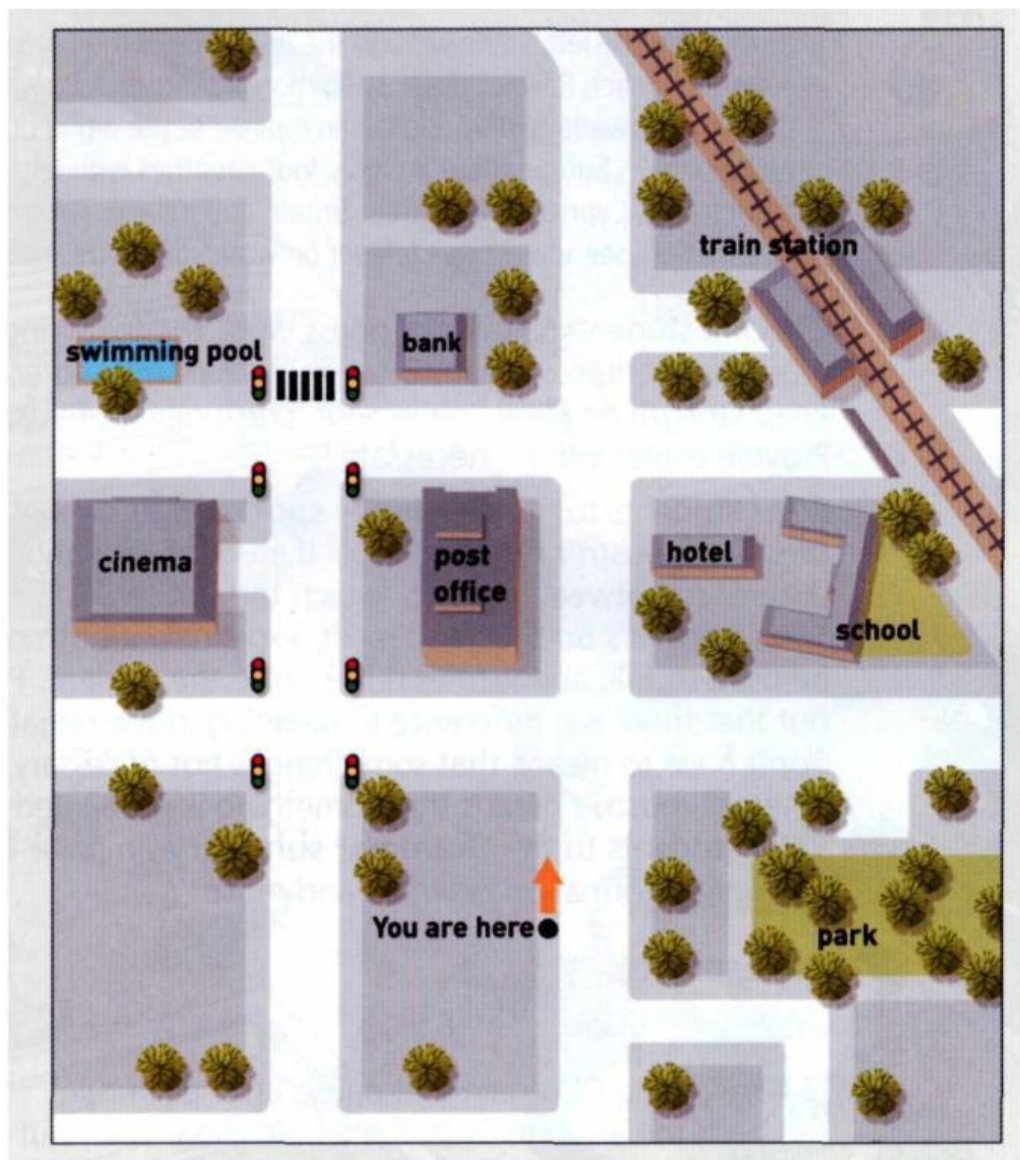 train station
swimming pool
bank
cinema
post
office
hotel
school
You are here
park